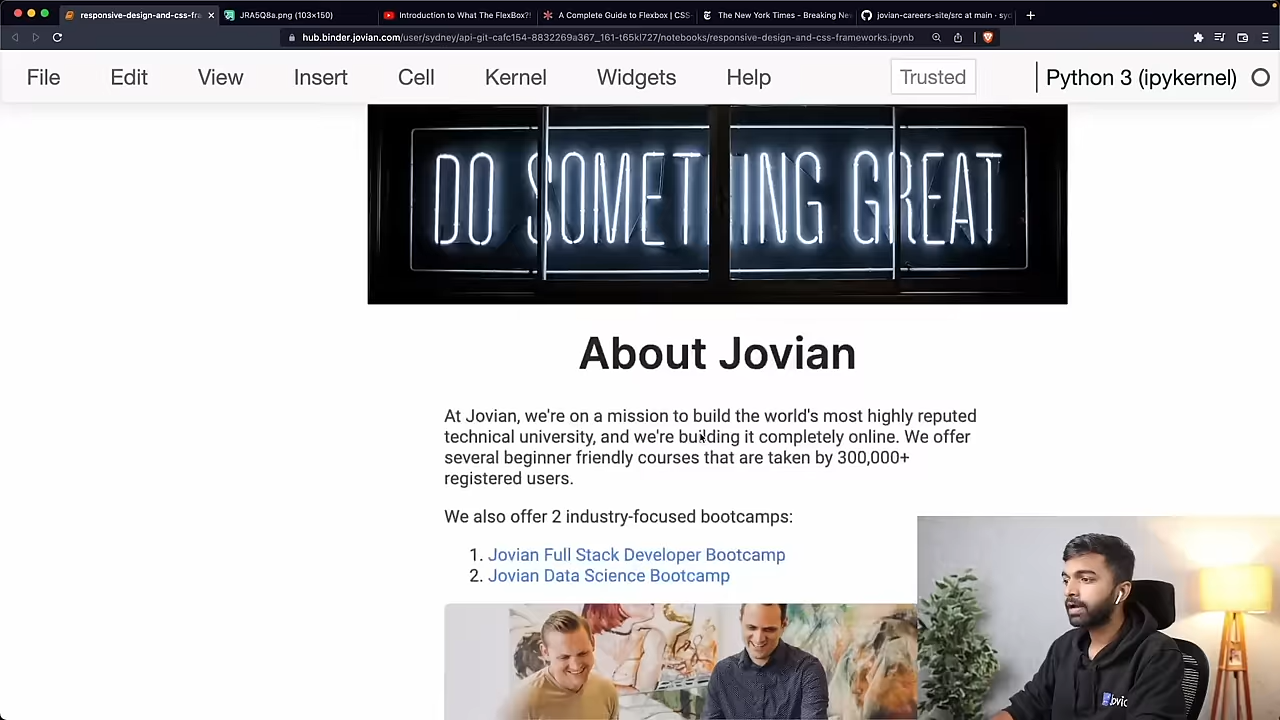 responsive-design-and-css-fra
JRA5Q8a.png (103×150)
Introduction to What The FlexBox?!
A Complete Guide to Flexbox | CSS-
The New York Times - Breaking Ne
jovian-careers-site/src at main · syd
hub.binder.jovian.com/user/sydney/api-git-cafc154-8832269a367_161-t65kl727/notebooks/responsive-design-and-css-frameworks.ipynb
File Edit View Insert Cell Kernel Widgets Help Trusted Python 3 (ipykernel)
DO SOMETHING GREAT
About Jovian
At Jovian, we're on a mission to build the world's most highly reputed
technical university, and we're building it completely online. We offer
several beginner friendly courses that are taken by 300,000+
registered users.
We also offer 2 industry-focused bootcamps:
1. Jovian Full Stack Developer Bootcamp
2. Jovian Data Science Bootcamp